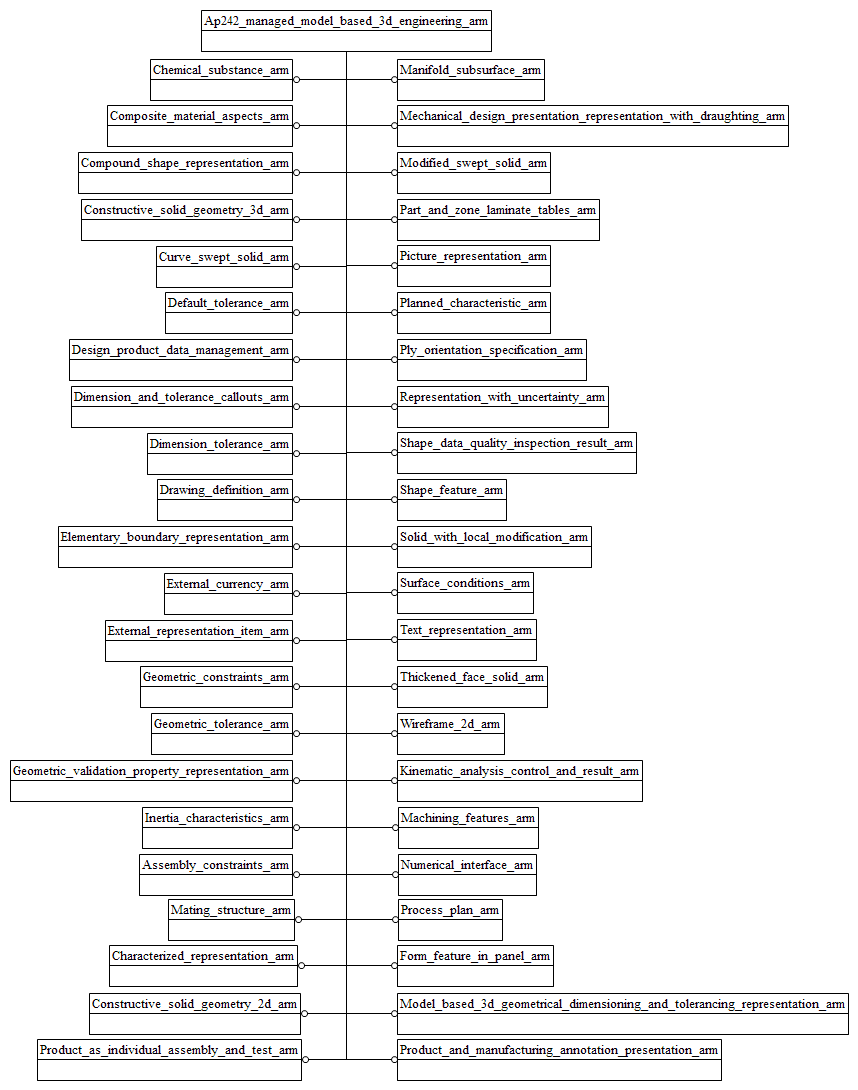 Ap242_managed_model_based_3d_engineering_arm
Chemical_substance_arm
Manifold_subsurface_arm
Composite_material_aspects_arm
Mechanical_design_presentation_representation_with_draughting_arm
Compound_shape_representation_arm
Modified_swept_solid_arm
Constructive_solid_geometry_3d_arm
Part_and_zone_laminate_tables_arm
Curve_swept_solid_arm
Picture_representation_arm
Default_tolerance_arm
Planned_characteristic_arm
Design_product_data_management_arm
Ply_orientation_specification_arm
Dimension_and_tolerance_callouts_arm
Representation_with_uncertainty_arm
Dimension_tolerance_arm
Shape_data_quality_inspection_result_arm
Drawing_definition_arm
Shape_feature_arm
Elementary_boundary_representation_arm
Solid_with_local_modification_arm
External_currency_arm
Surface_conditions_arm
External_representation_item_arm
Text_representation_arm
Geometric_constraints_arm
Thickened_face_solid_arm
Geometric_tolerance_arm
Wireframe_2d_arm
Geometric_validation_property_representation_arm
Kinematic_analysis_control_and_result_arm
Inertia_characteristics_arm
Machining_features_arm
Assembly_constraints_arm
Numerical_interface_arm
Mating_structure_arm
Process_plan_arm
Characterized_representation_arm
Form_feature_in_panel_arm
Constructive_solid_geometry_2d_arm
Model_based_3d_geometrical_dimensioning_and_tolerancing_representation_arm
Product_as_individual_assembly_and_test_arm
Product_and_manufacturing_annotation_presentation_arm